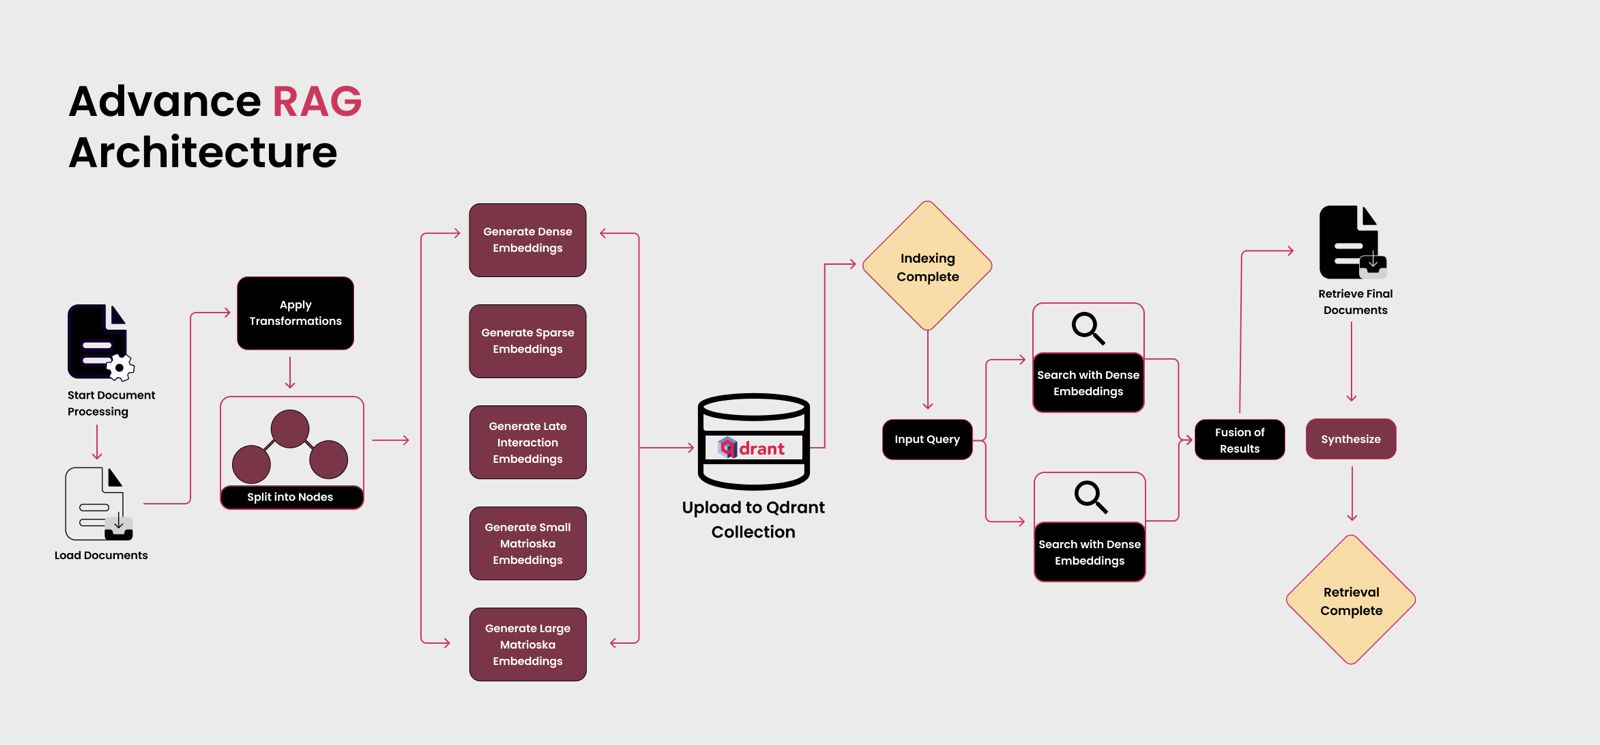 Advance RAG
Architecture
Start Document
Processing
Load Documents
Apply
Transformations
Split into Nodes
Generate Dense
Embeddings
Generate Sparse
Embeddings
Generate Late
Interaction
Embeddings
Generate Small
Matrioska
Embeddings
Generate Large
Matrioska
Embeddings
qdrant
Upload to Qdrant
Collection
Indexing
Complete
Input Query
Search with Dense
Embeddings
Search with Dense
Embeddings
Fusion of
Results
Retrieve Final
Documents
Synthesize
Retrieval
Complete